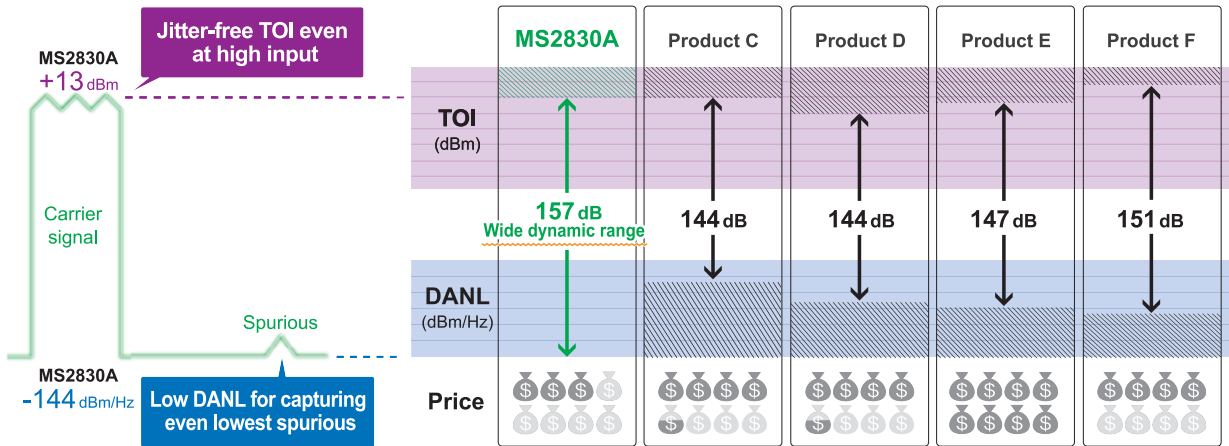 Jitter-free TOI even
at high input
MS2830A
+13 dBm
Carrier
signal
Spurious
MS2830A
-144 dBm/Hz
Low DANL for capturing
even lowest spurious
MS2830A
Product C
Product D
Product E
Product F
TOI
(dBm)
157 dB
Wide dynamic range
144 dB
144 dB
147 dB
151 dB
DANL
(dBm/Hz)
Price
$ $ $ $ $ $ $ $ $ $ $ $ $ $ $ $ $ $ $ $
$ $ $ $ $ $ $ $ $ $ $ $ $ $ $ $ $ $ $ $